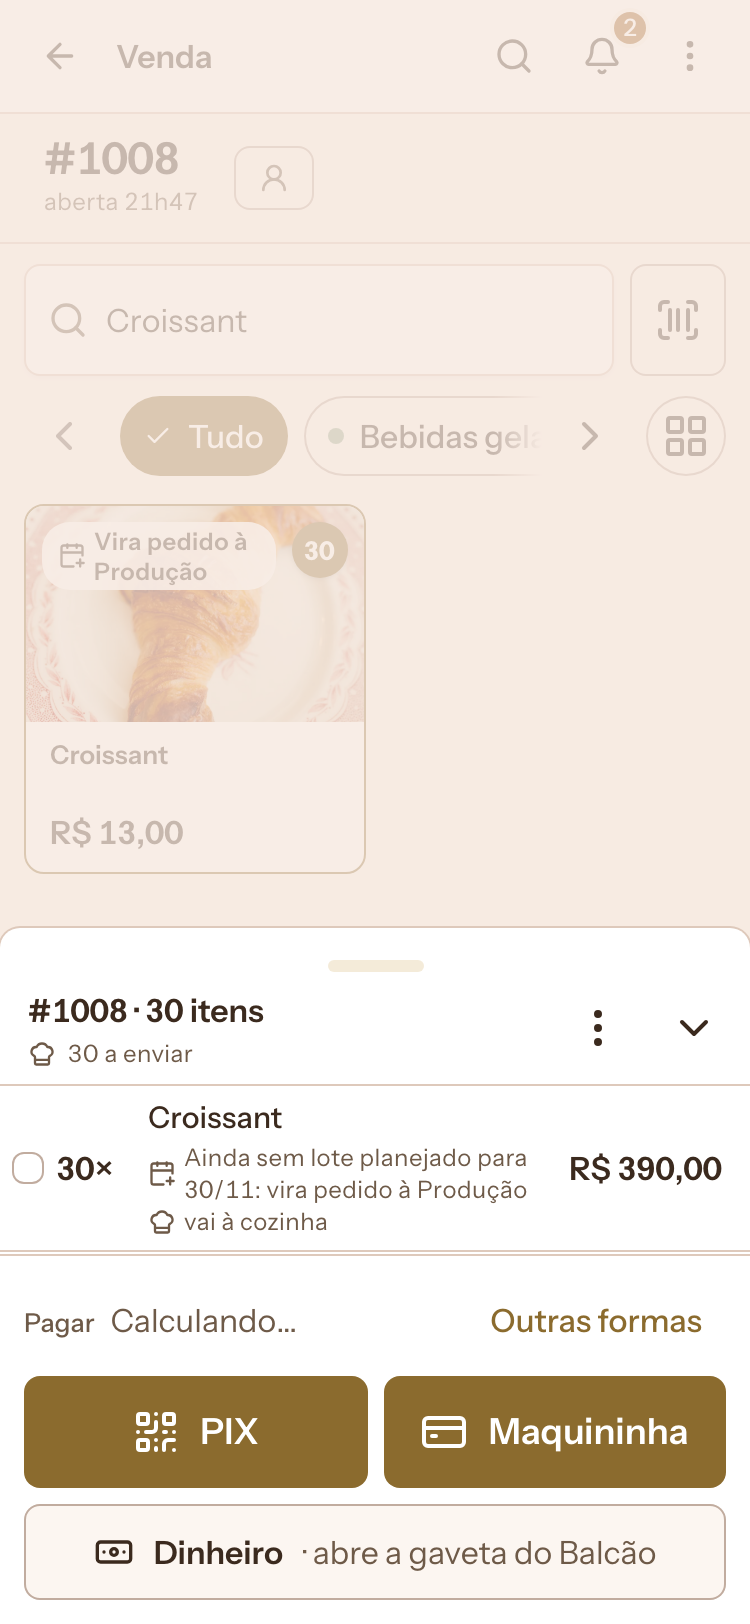 Venda
2
#1008
aberta 21h47
Croissant
Tudo
Bebidas gela
Vira pedido à
Produção
30
Croissant
R$ 13,00
#1008 · 30 itens
30 a enviar
30×
Croissant
Ainda sem lote planejado para
30/11: vira pedido à Produção
vai à cozinha
R$ 390,00
Pagar Calculando...
Outras formas
PIX
Maquininha
Dinheiro · abre a gaveta do Balcão